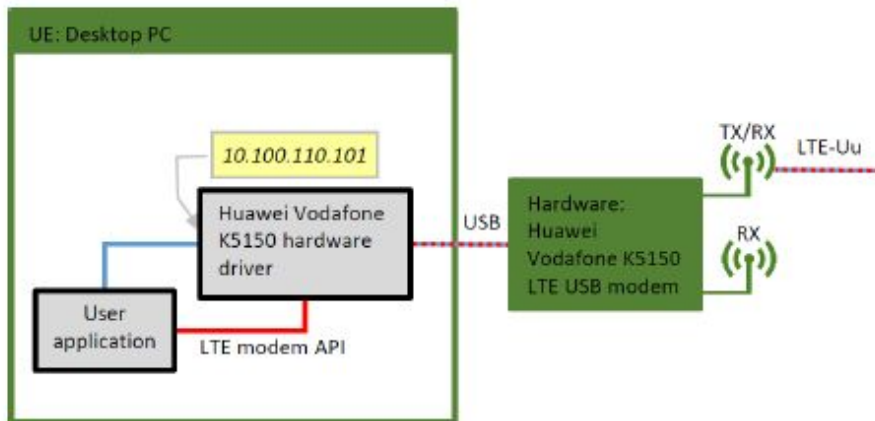 UE: Desktop PC
10.100.110.101
Huawei Vodafone
K5150 hardware
driver
User
application
LTE modem API
USB
Hardware:
Huawei
Vodafone K5150
LTE USB modem
TX/RX
LTE-Uu
RX